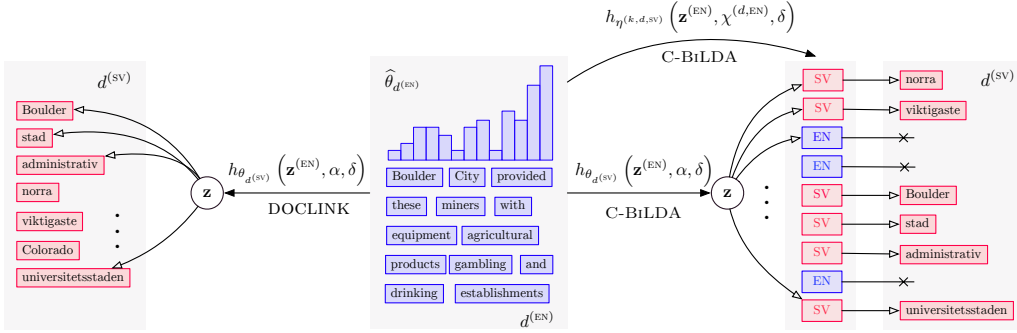 d^(SV)
Boulder
stad
administrativ
norra
viktigaste
Colorado
universitetsstaden
z
h_{θ_{d^(SV)}} (z^(EN), α, δ)
DOCLINK
θ̂_{d^(EN)}
Boulder City provided
these miners with
equipment agricultural
products gambling and
drinking establishments
d^(EN)
h_{η^(k,d,SV)} (z^(EN), χ^(d,EN), δ)
C-BILDA
h_{θ_{d^(SV)}} (z^(EN), α, δ)
C-BILDA
z
d^(SV)
SV norra
SV viktigaste
EN
EN
SV Boulder
SV stad
SV administrativ
EN
SV universitetsstaden